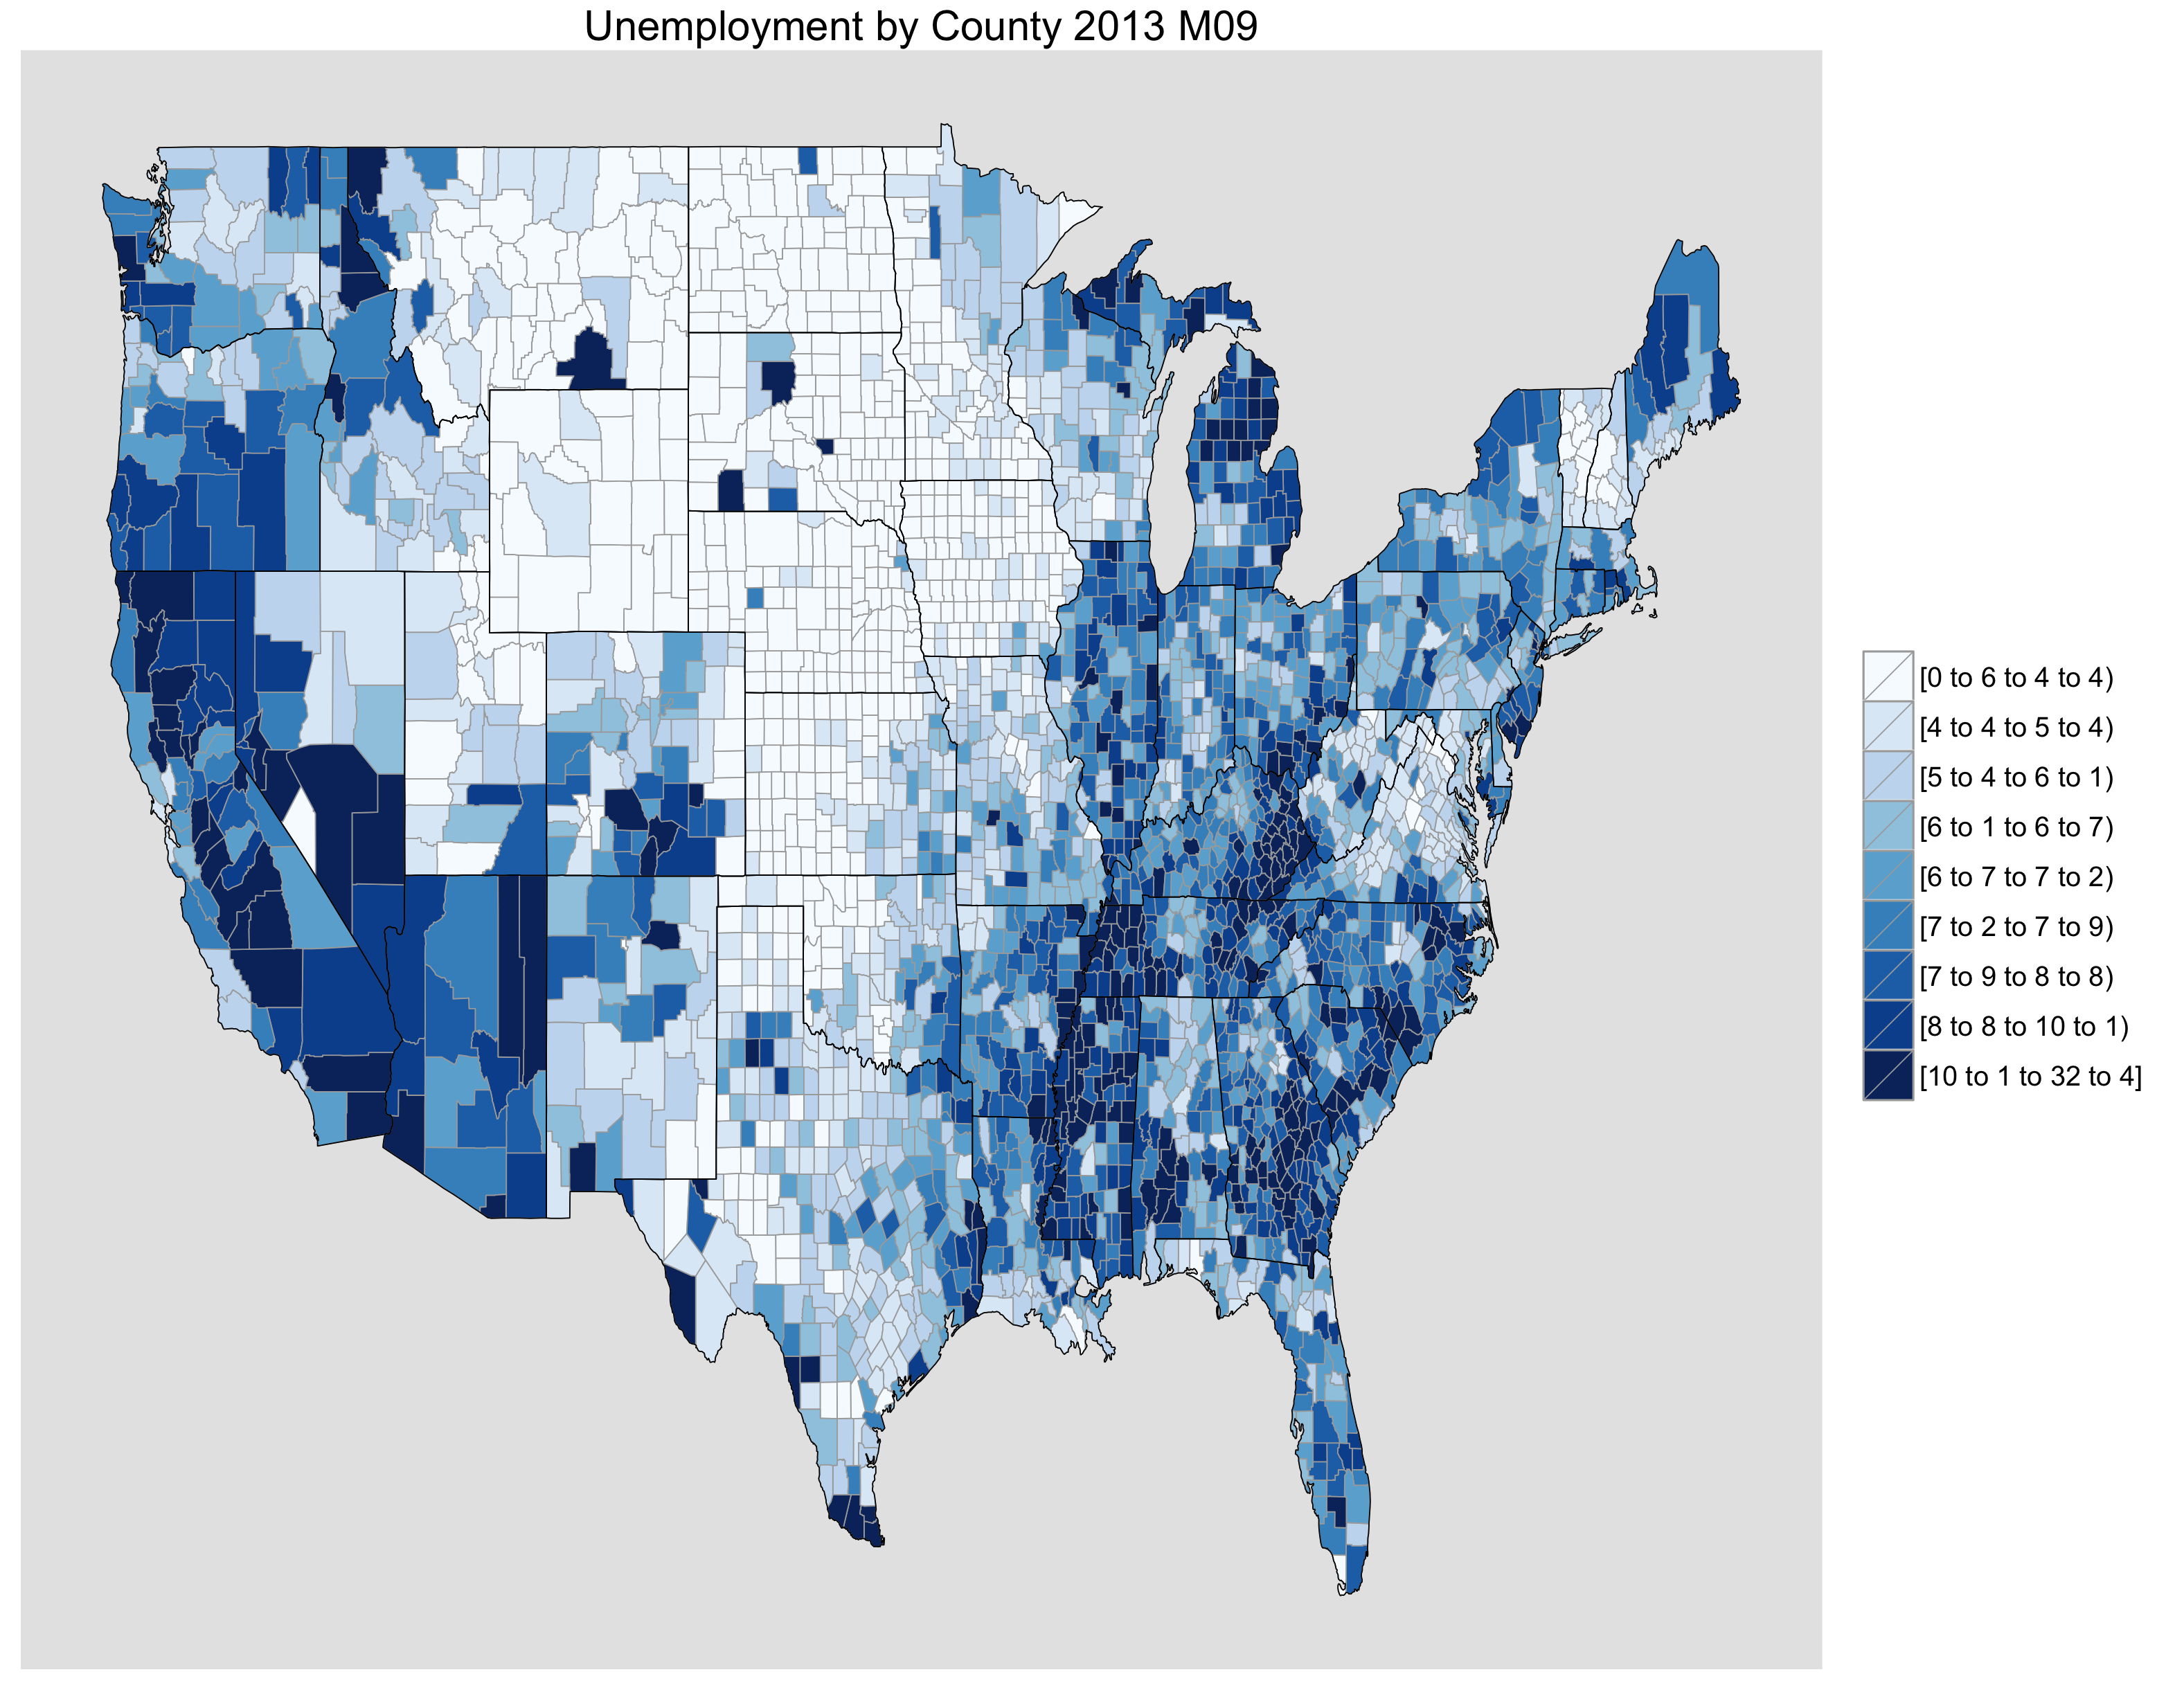 Unemployment by County 2013 M09
[0 to 6 to 4 to 4)
[4 to 4 to 5 to 4)
[5 to 4 to 6 to 1)
[6 to 1 to 6 to 7)
[6 to 7 to 7 to 2)
[7 to 2 to 7 to 9)
[7 to 9 to 8 to 8)
[8 to 8 to 10 to 1)
[10 to 1 to 32 to 4]